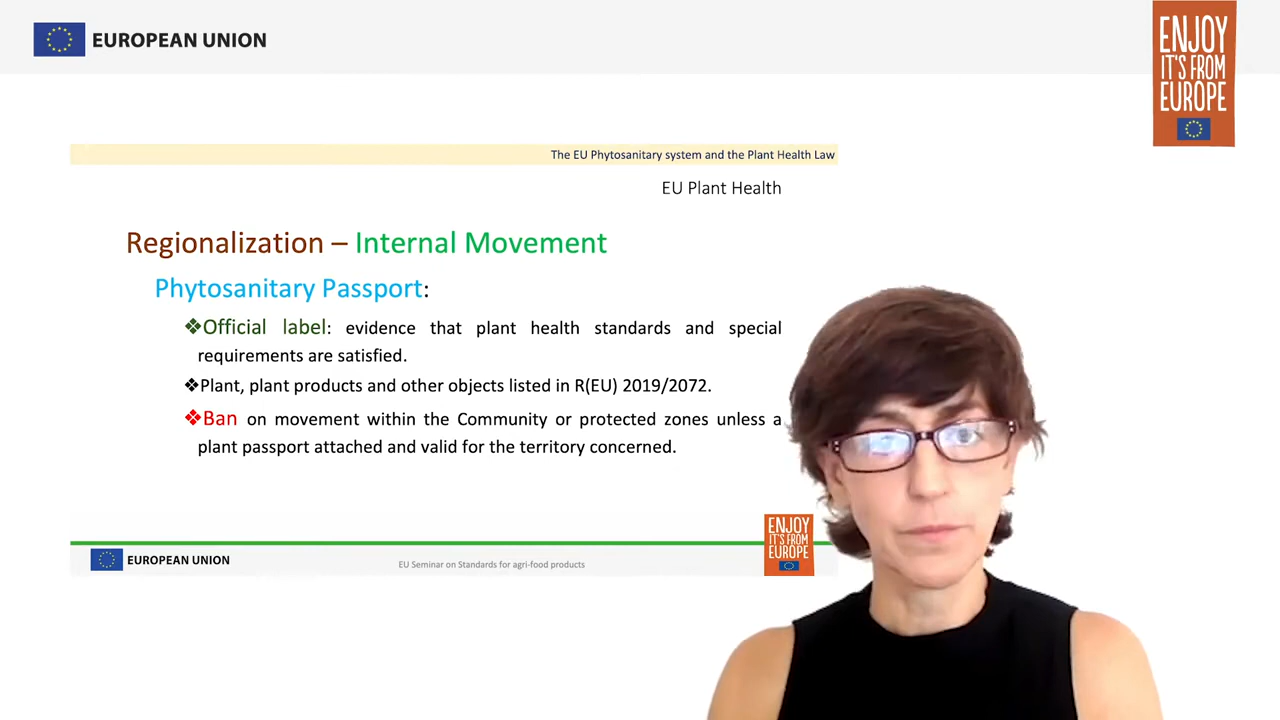 EUROPEAN UNION
ENJOY
IT'S FROM
EUROPE
The EU Phytosanitary system and the Plant Health Law
EU Plant Health
Regionalization – Internal Movement
Phytosanitary Passport:
❖Official label: evidence that plant health standards and special
requirements are satisfied.
❖Plant, plant products and other objects listed in R(EU) 2019/2072.
❖Ban on movement within the Community or protected zones unless a
plant passport attached and valid for the territory concerned.
EUROPEAN UNION
EU Seminar on Standards for agri-food products
ENJOY
IT'S FROM
EUROPE